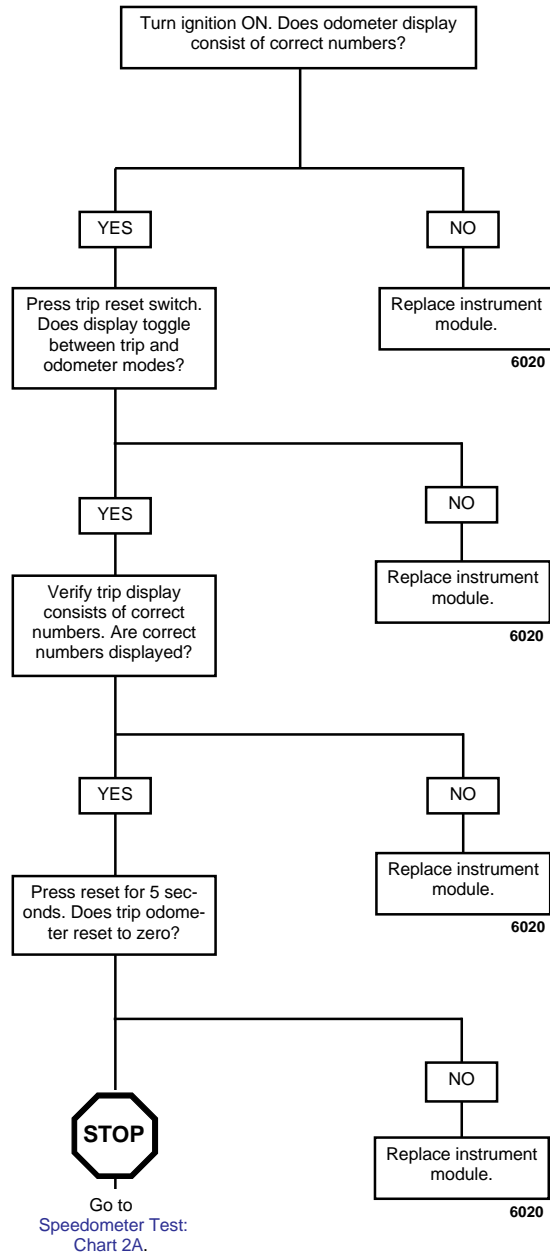 Turn ignition ON. Does odometer display
consist of correct numbers?
YES
NO
Press trip reset switch.
Does display toggle
between trip and
odometer modes?
Replace instrument
module.
6020
YES
NO
Verify trip display
consists of correct
numbers. Are correct
numbers displayed?
Replace instrument
module.
6020
YES
NO
Press reset for 5 sec-
onds. Does trip odome-
ter reset to zero?
Replace instrument
module.
6020
STOP
Go to
Speedometer Test:
Chart 2A.
NO
Replace instrument
module.
6020